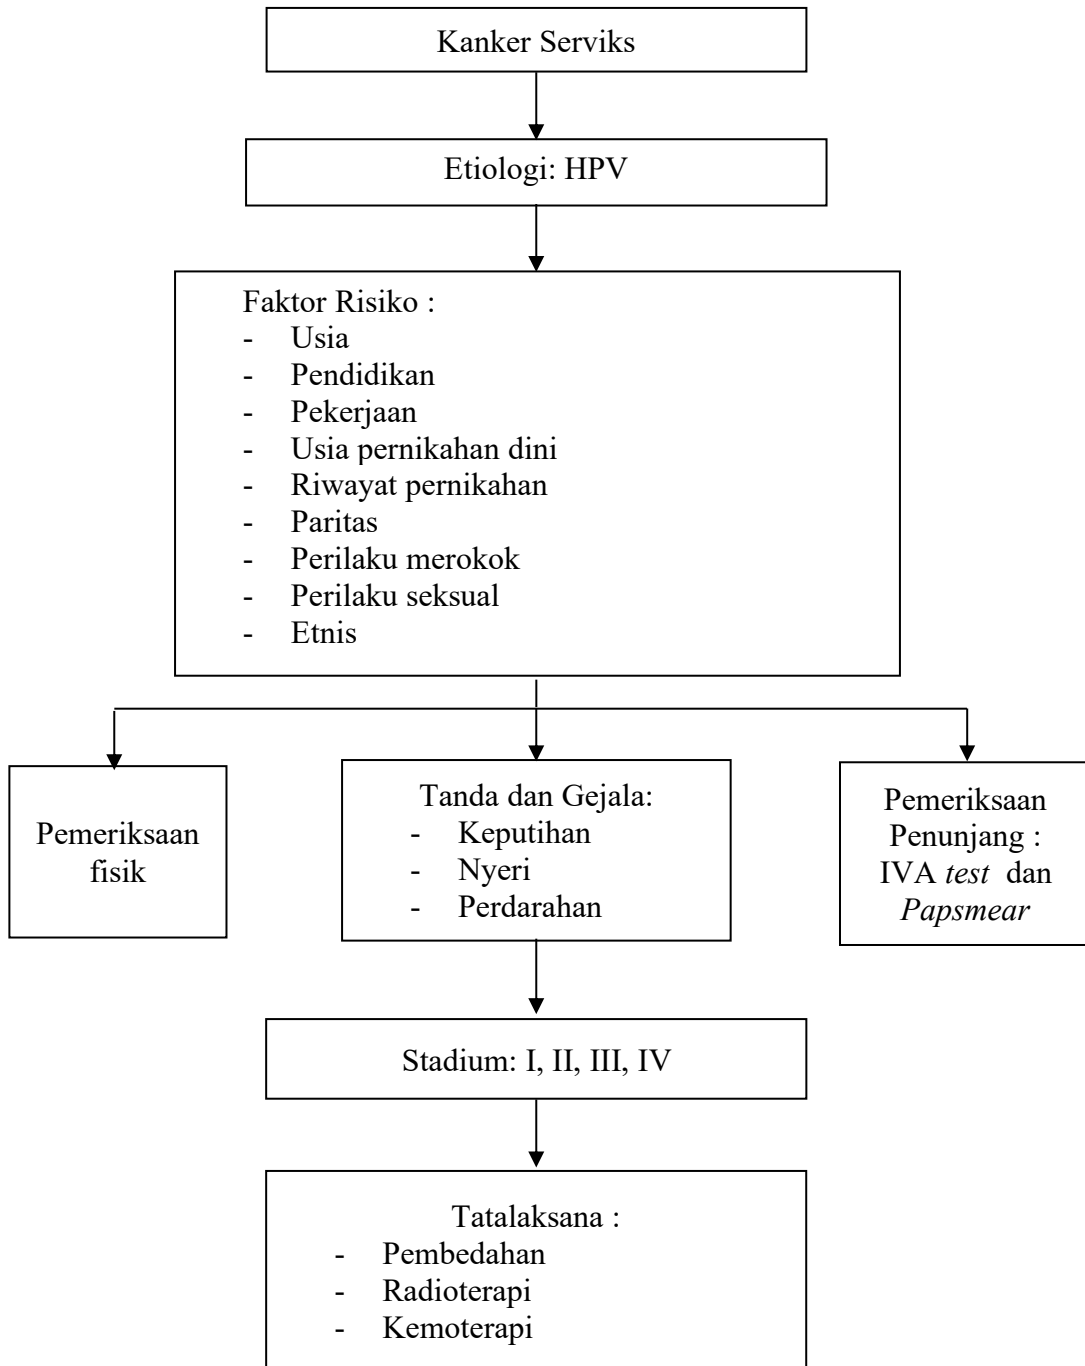 Kanker Serviks
Etiologi: HPV
Faktor Risiko :
- Usia
- Pendidikan
- Pekerjaan
- Usia pernikahan dini
- Riwayat pernikahan
- Paritas
- Perilaku merokok
- Perilaku seksual
- Etnis
Pemeriksaan
fisik
Tanda dan Gejala:
- Keputihan
- Nyeri
- Perdarahan
Pemeriksaan
Penunjang :
IVA test dan
Papsmear
Stadium: I, II, III, IV
Tatalaksana :
- Pembedahan
- Radioterapi
- Kemoterapi